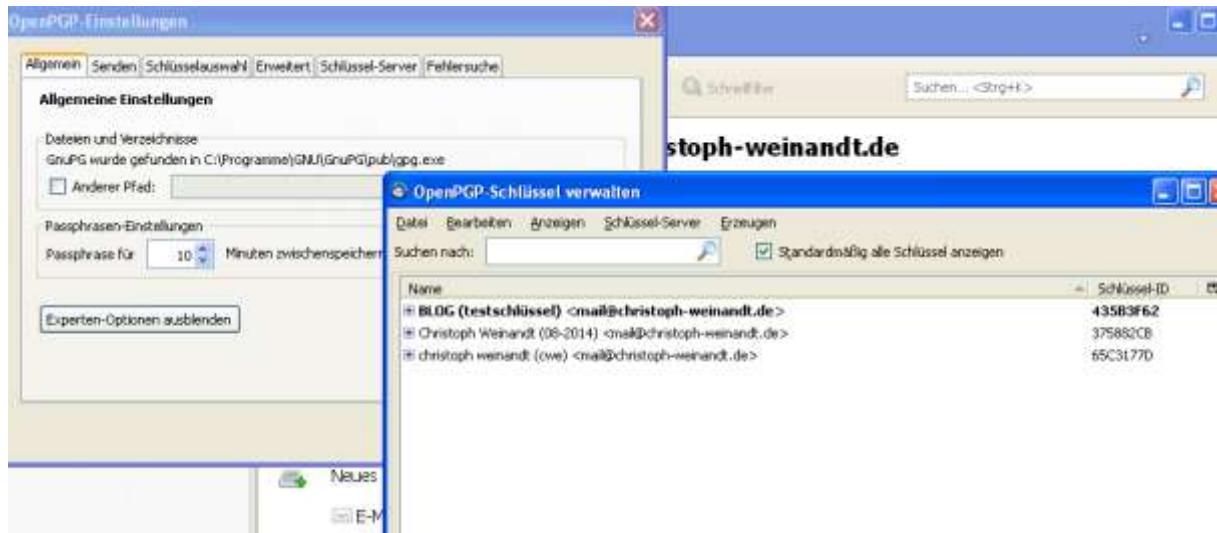 OpenPGP-Einstellungen
Allgemein Senden Schlüsselauswahl Erweitert Schlüssel-Server Fehlersuche
Allgemeine Einstellungen
Dateien und Verzeichnisse
GnuPG wurde gefunden in C:\Programme\GNU\GnuPG\pub\gpg.exe
Anderer Pfad:
Passphrasen-Einstellungen
Passphrase für 10 Minuten zwischenspeichern
Experten-Optionen ausblenden
Schnellfilter
Suchen... <Strg+K>
stoph-weinandt.de
OpenPGP-Schlüssel verwalten
Datei Bearbeiten Anzeigen Schlüssel-Server Erzeugen
Suchen nach: Standardmäßig alle Schlüssel anzeigen
Name Schlüssel-ID
BLOG (testschlüssel) <mail@christoph-weinandt.de> 435B3F62
Christoph Weinandt (08-2014) <mail@christoph-weinandt.de> 375882CB
christoph weinandt (cwe) <mail@christoph-weinandt.de> 65C3177D
Neues
E-M